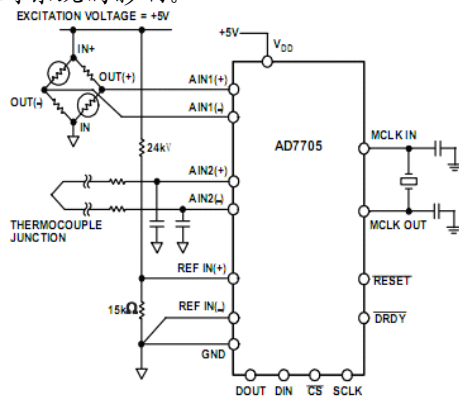 EXCITATION VOLTAGE = +5V
IN+
OUT(+)
OUT(-)
IN
+5V
VDD
AIN1(+)
AIN1(-)
AD7705
MCLK IN
24kV
AIN2(+)
AIN2(-)
MCLK OUT
THERMOCOUPLE
JUNCTION
REF IN(+)
RESET
15kΩ
REF IN(-)
DRDY
GND
DOUT DIN CS SCLK